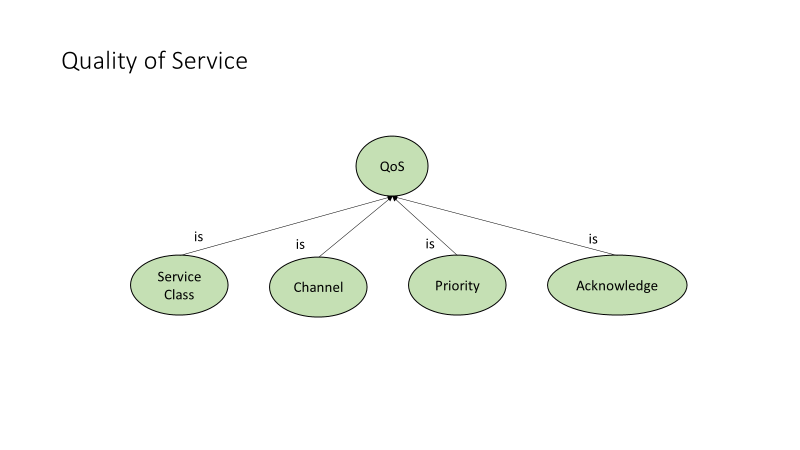 Quality of Service
QoS
is
is
is
is
Service
Class
Channel
Priority
Acknowledge